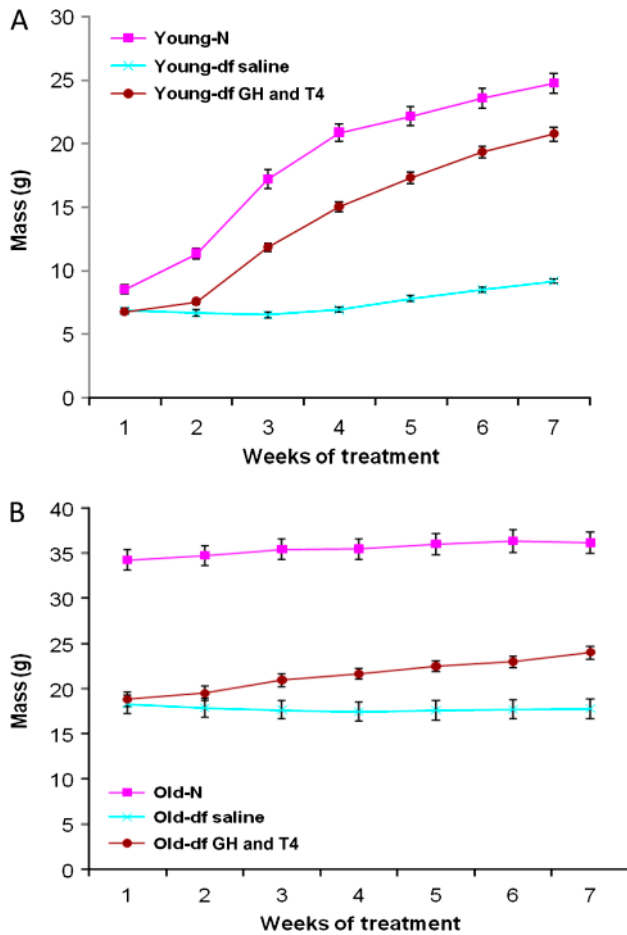 A
30
25
20
15
10
5
0
Mass (g)
Young-N
Young-df saline
Young-df GH and T4
1 2 3 4 5 6 7
Weeks of treatment
B
40
35
30
25
20
15
10
5
0
Mass (g)
Old-N
Old-df saline
Old-df GH and T4
1 2 3 4 5 6 7
Weeks of treatment